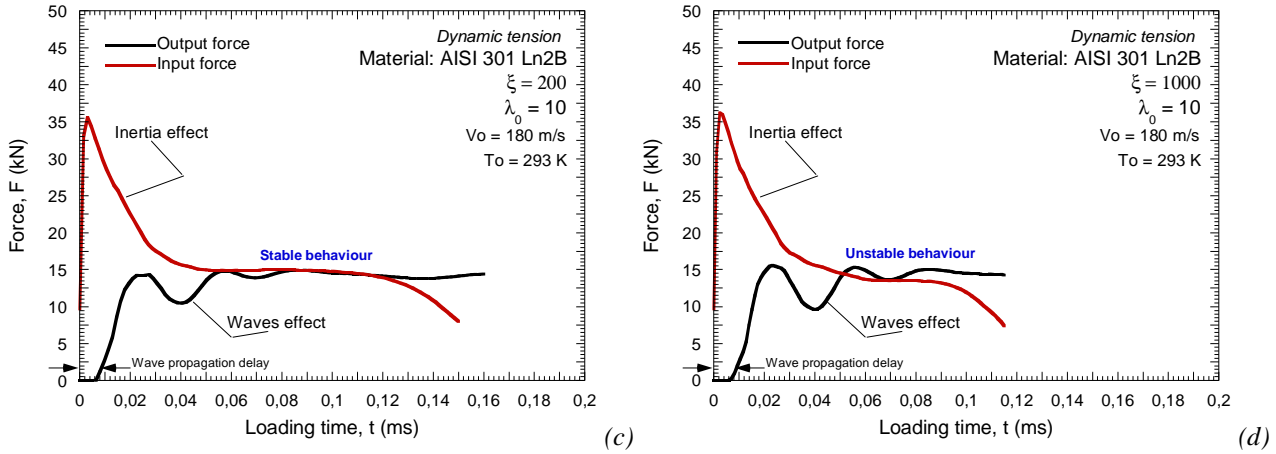 50
45
40
35
30
25
20
15
10
5
0
Force, F (kN)
Output force
Input force
Dynamic tension
Material: AISI 301 Ln2B
ξ = 200
λ0 = 10
Vo = 180 m/s
To = 293 K
Inertia effect
Stable behaviour
Waves effect
Wave propagation delay
0 0,02 0,04 0,06 0,08 0,1 0,12 0,14 0,16 0,18 0,2
Loading time, t (ms)
(c)
50
45
40
35
30
25
20
15
10
5
0
Force, F (kN)
Output force
Input force
Dynamic tension
Material: AISI 301 Ln2B
ξ = 1000
λ0 = 10
Vo = 180 m/s
To = 293 K
Inertia effect
Unstable behaviour
Waves effect
Wave propagation delay
0 0,02 0,04 0,06 0,08 0,1 0,12 0,14 0,16 0,18 0,2
Loading time, t (ms)
(d)